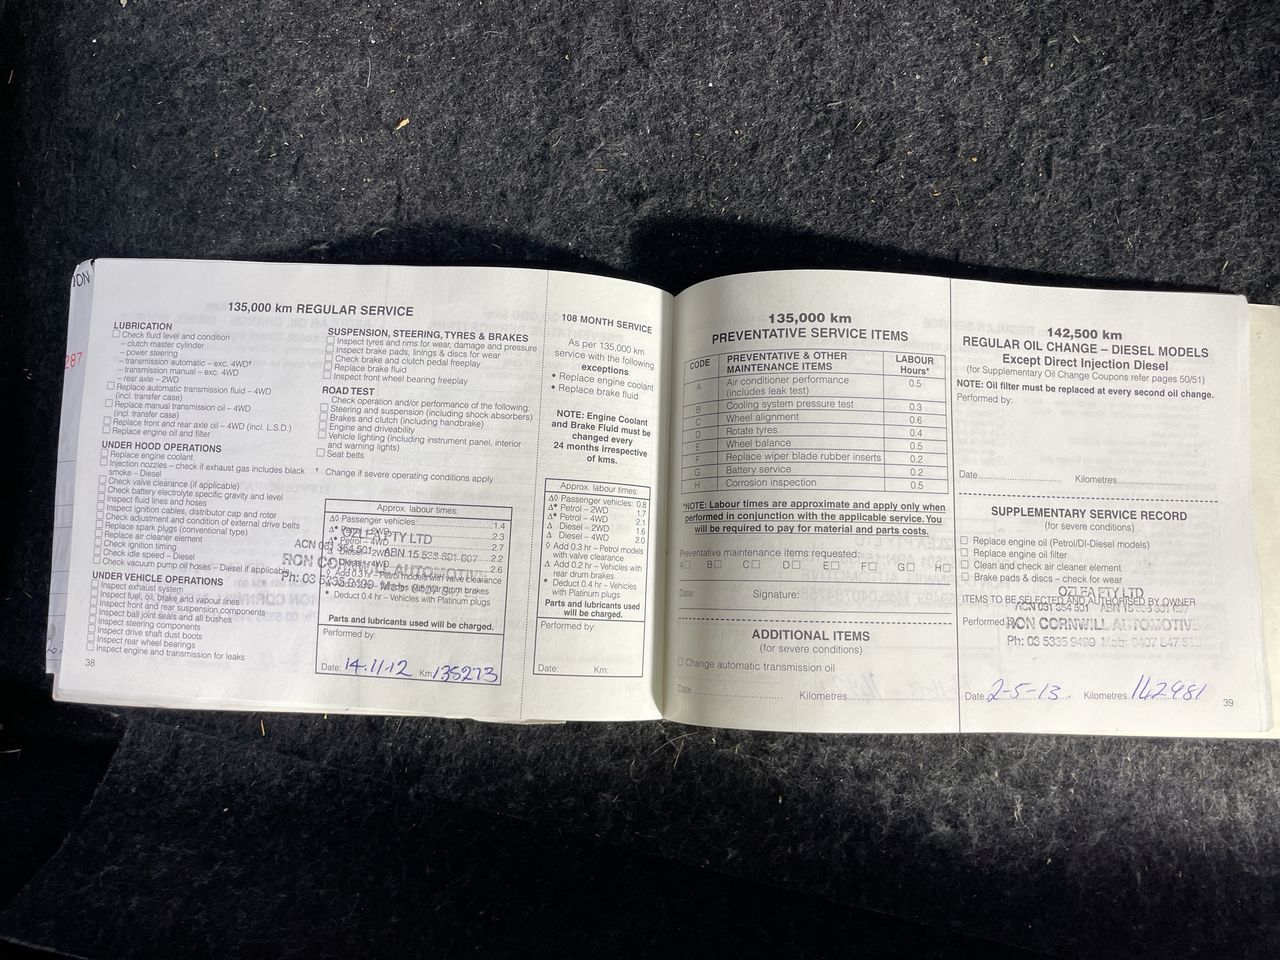 287
135,000 km REGULAR SERVICE
LUBRICATION
Check fluid level and condition
– clutch master cylinder
– power steering
– transmission automatic – exc. 4WD*
– transmission manual – exc. 4WD
– rear axle – 2WD
Replace automatic transmission fluid – 4WD
(incl. transfer case)
Replace manual transmission oil – 4WD
(incl. transfer case)
Replace front and rear axle oil – 4WD (incl. L.S.D.)
Replace engine oil and filter
UNDER HOOD OPERATIONS
Replace engine coolant
Injection nozzles – check if exhaust gas includes black
smoke – Diesel
Check valve clearance (if applicable)
Check battery electrolyte specific gravity and level
Inspect fluid lines and hoses
Inspect ignition cables, distributor cap and rotor
Check adjustment and condition of external drive belts
Replace spark plugs (conventional type)
Replace air cleaner element
Check ignition timing
Check idle speed – Diesel
Check vacuum pump oil hoses – Diesel if applicable
UNDER VEHICLE OPERATIONS
Inspect exhaust system
Inspect fuel, oil, brake and vapour lines
Inspect front and rear suspension components
Inspect ball joint seals and all bushes
Inspect steering components
Inspect drive shaft dust boots
Inspect rear wheel bearings
Inspect engine and transmission for leaks
38
SUSPENSION, STEERING, TYRES & BRAKES
Inspect tyres and rims for wear, damage and pressure
Inspect brake pads, linings & discs for wear
Check brake and clutch pedal freeplay
Replace brake fluid
Inspect front wheel bearing freeplay
ROAD TEST
Check operation and/or performance of the following:
Steering and suspension (including shock absorbers)
Brakes and clutch (including handbrake)
Engine and driveability
Vehicle lighting (including instrument panel, interior
and warning lights)
Seat belts
† Change if severe operating conditions apply
Approx. labour times:
Δ◊ Passenger vehicles: 1.4
Δ* Petrol – 2WD 2.3
Δ* Petrol – 4WD 2.7
2.2
2.6
OZLFA PTY LTD
RON CORNWILL AUTOMOTIVE
* Deduct 0.4 hr – Vehicles with Platinum plugs
Parts and lubricants used will be charged.
Performed by:
Date: 14.11.12 Km: 135273
108 MONTH SERVICE
As per 135,000 km
service with the following
exceptions
• Replace engine coolant
• Replace brake fluid
NOTE: Engine Coolant
and Brake Fluid must be
changed every
24 months irrespective
of kms.
Approx. labour times:
Δ◊ Passenger vehicles: 0.8
Δ* Petrol – 2WD 1.7
Δ* Petrol – 4WD 2.1
Δ Diesel – 2WD 1.6
Δ Diesel – 4WD 2.0
◊ Add 0.3 hr – Petrol models
with valve clearance
Δ Add 0.2 hr – Vehicles with
rear drum brakes
* Deduct 0.4 hr – Vehicles
with Platinum plugs
Parts and lubricants used
will be charged.
Performed by:
Date: Km:
135,000 km
PREVENTATIVE SERVICE ITEMS
CODE PREVENTATIVE & OTHER MAINTENANCE ITEMS LABOUR Hours*
A Air conditioner performance (includes leak test) 0.5
B Cooling system pressure test 0.3
C Wheel alignment 0.6
D Rotate tyres 0.4
E Wheel balance 0.5
F Replace wiper blade rubber inserts 0.2
G Battery service 0.2
H Corrosion inspection 0.5
*NOTE: Labour times are approximate and apply only when
performed in conjunction with the applicable service. You
will be required to pay for material and parts costs.
Preventative maintenance items requested:
A B C D E F G H
Date: Signature:
ADDITIONAL ITEMS
(for severe conditions)
Change automatic transmission oil
Date Kilometres
142,500 km
REGULAR OIL CHANGE – DIESEL MODELS
Except Direct Injection Diesel
(for Supplementary Oil Change Coupons refer pages 50/51)
NOTE: Oil filter must be replaced at every second oil change.
Performed by:
Date Kilometres
SUPPLEMENTARY SERVICE RECORD
(for severe conditions)
Replace engine oil (Petrol/DI-Diesel models)
Replace engine oil filter
Clean and check air cleaner element
Brake pads & discs – check for wear
OZLFA PTY LTD
ITEMS TO BE SELECTED AND AUTHORISED BY OWNER
Performed RON CORNWILL AUTOMOTIVE
Ph: 03 5335 9499
Date 2-5-13 Kilometres 142981
39